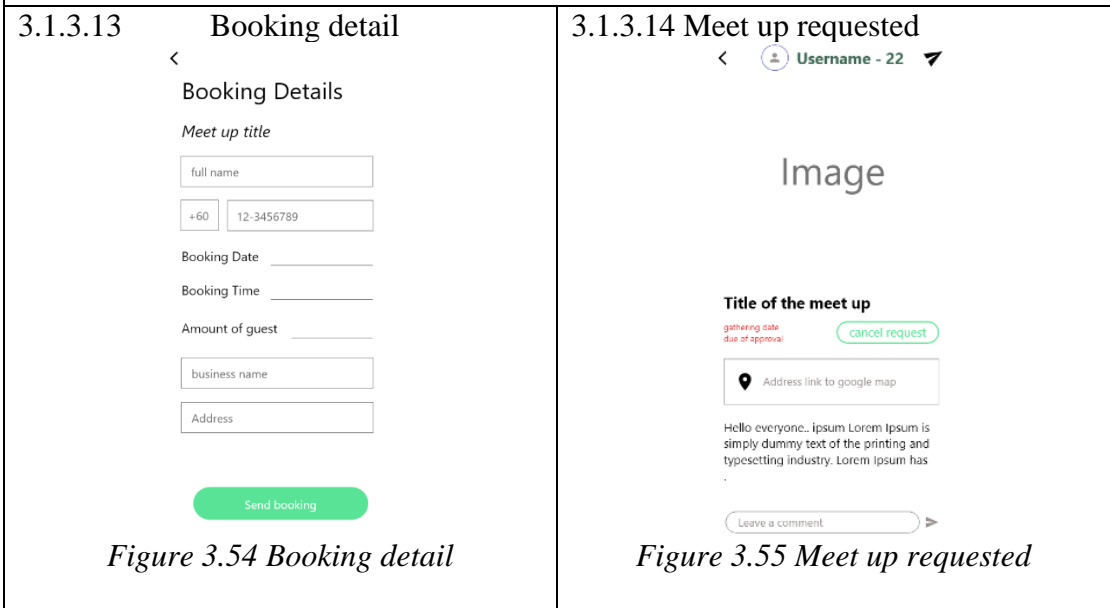 3.1.3.13 Booking detail
Booking Details
Meet up title
full name
+60 12-3456789
Booking Date
Booking Time
Amount of guest
business name
Address
Send booking
Figure 3.54 Booking detail
3.1.3.14 Meet up requested
Username - 22
Image
Title of the meet up
gathering date
due of approval
cancel request
Address link to google map
Hello everyone.. ipsum Lorem Ipsum is
simply dummy text of the printing and
typesetting industry. Lorem Ipsum has
.
Leave a comment
Figure 3.55 Meet up requested